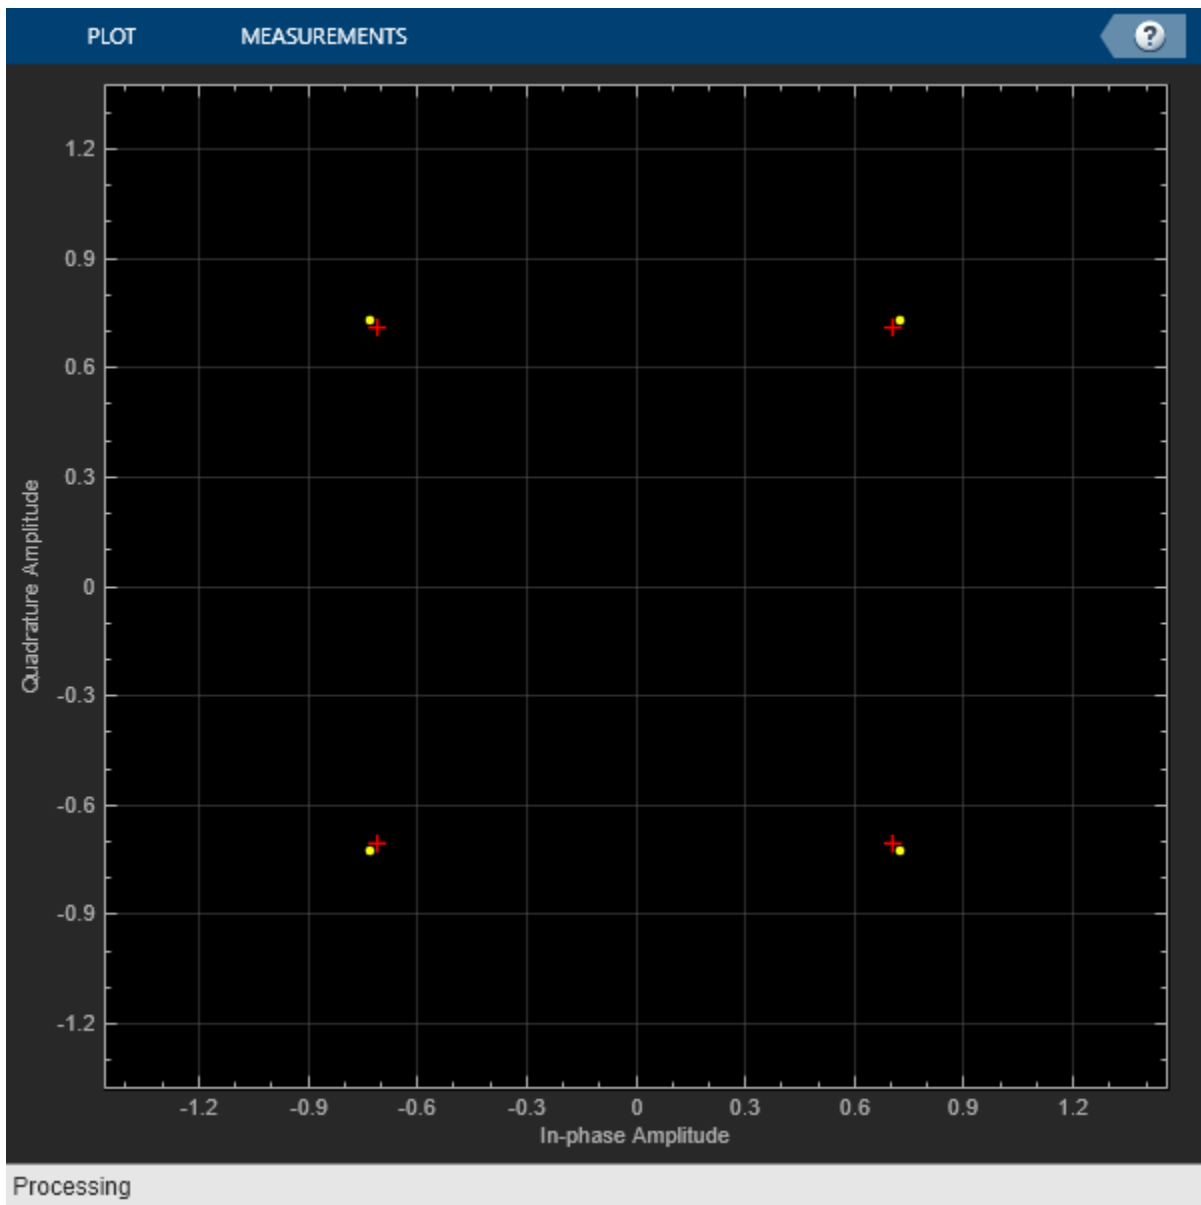 PLOT MEASUREMENTS ?
1.2
0.9
0.6
0.3
0
-0.3
-0.6
-0.9
-1.2
Quadrature Amplitude
-1.2 -0.9 -0.6 -0.3 0 0.3 0.6 0.9 1.2
In-phase Amplitude
Processing